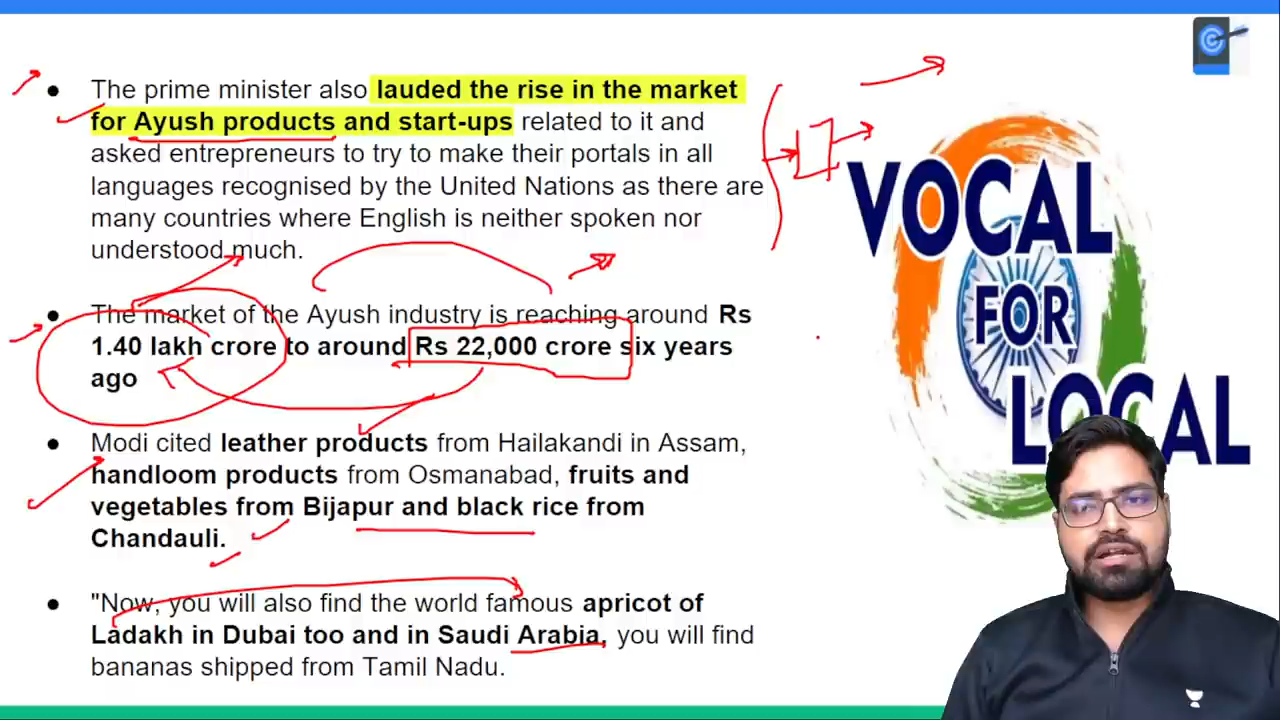 The prime minister also lauded the rise in the market
for Ayush products and start-ups related to it and
asked entrepreneurs to try to make their portals in all
languages recognised by the United Nations as there are
many countries where English is neither spoken nor
understood much.
The market of the Ayush industry is reaching around Rs
1.40 lakh crore to around Rs 22,000 crore six years
ago
Modi cited leather products from Hailakandi in Assam,
handloom products from Osmanabad, fruits and
vegetables from Bijapur and black rice from
Chandauli.
"Now, you will also find the world famous apricot of
Ladakh in Dubai too and in Saudi Arabia, you will find
bananas shipped from Tamil Nadu.
VOCAL
FOR
LOCAL